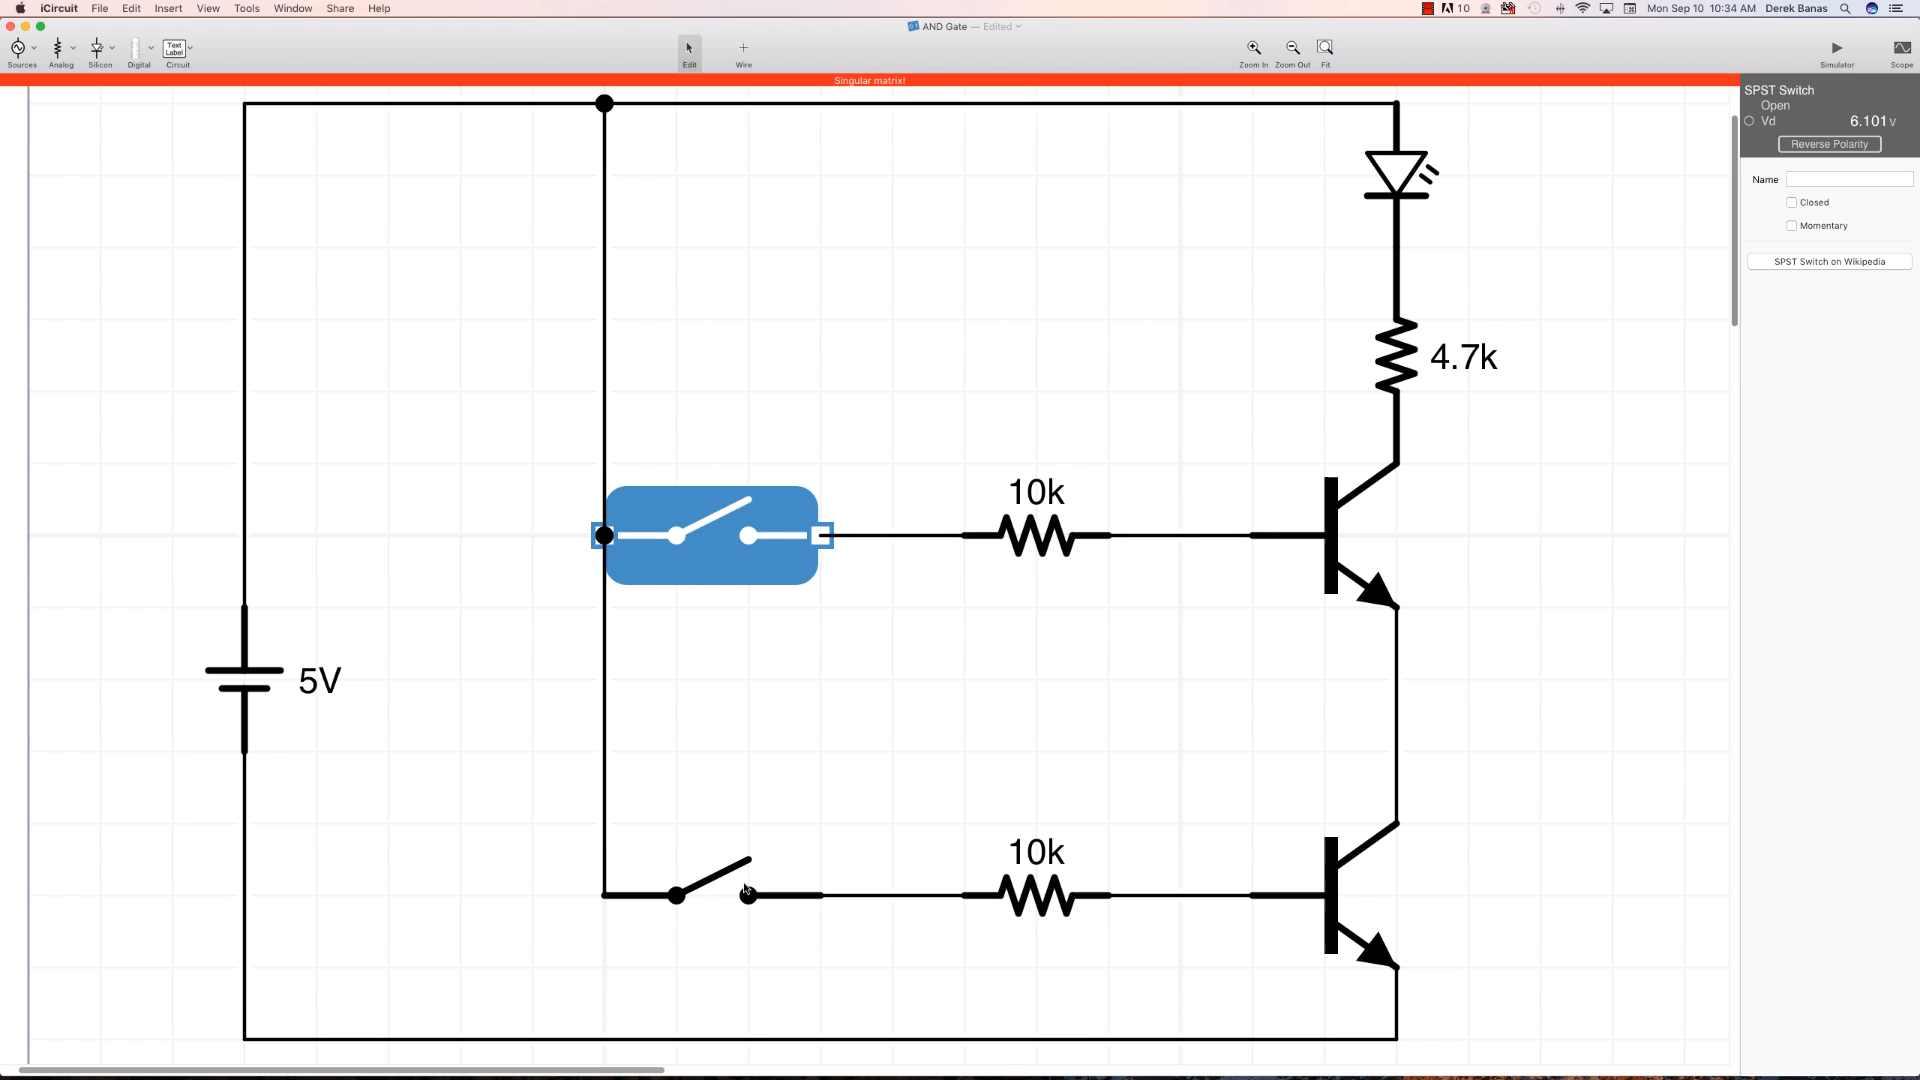 iCircuit File Edit Insert View Tools Window Share Help
10 Mon Sep 10 10:34 AM Derek Banas
AND Gate — Edited
Text
Label
Sources Analog Silicon Digital Circuit
Edit Wire
Zoom In Zoom Out Fit
Simulator Scope
Singular matrix!
SPST Switch
Open
Vd 6.101v
Reverse Polarity
Name
Closed
Momentary
SPST Switch on Wikipedia
4.7k
10k
5V
10k